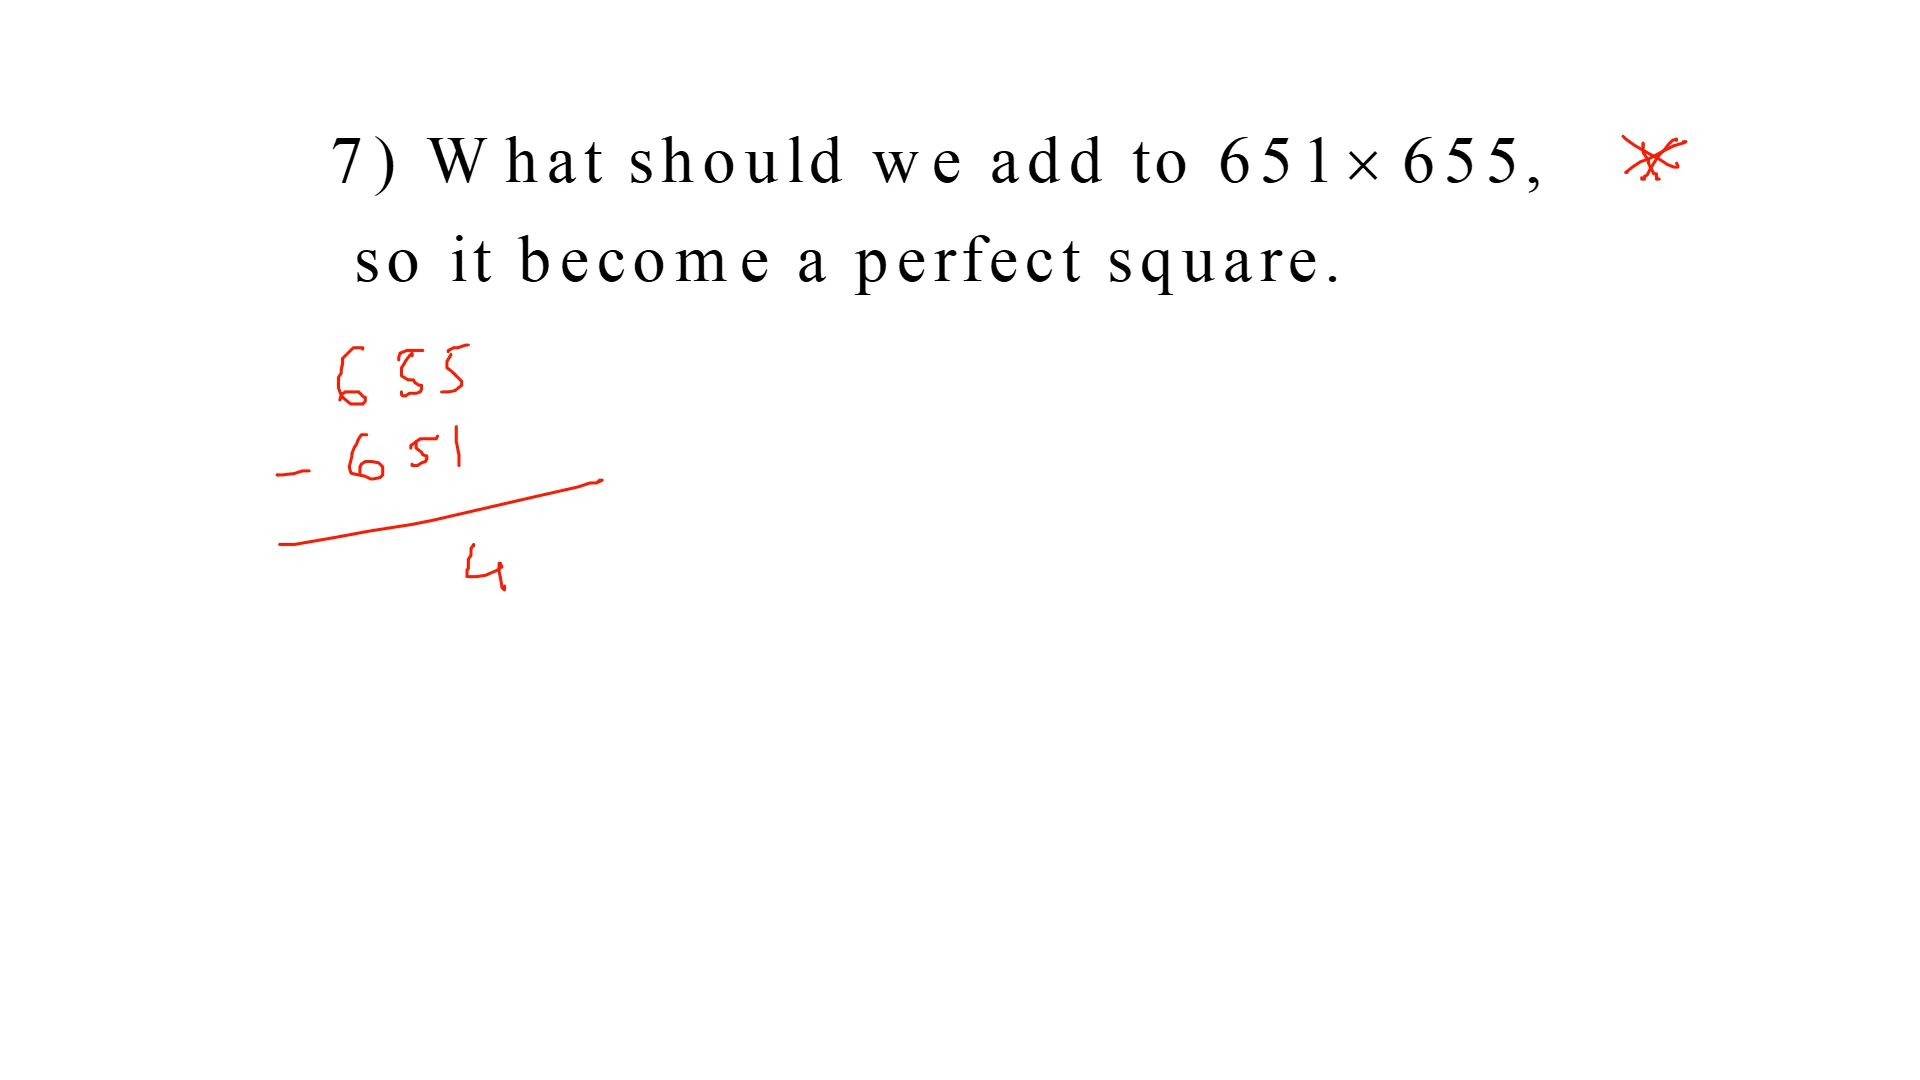 7) What should we add to 651×655,
so it become a perfect square.
655
- 651
4